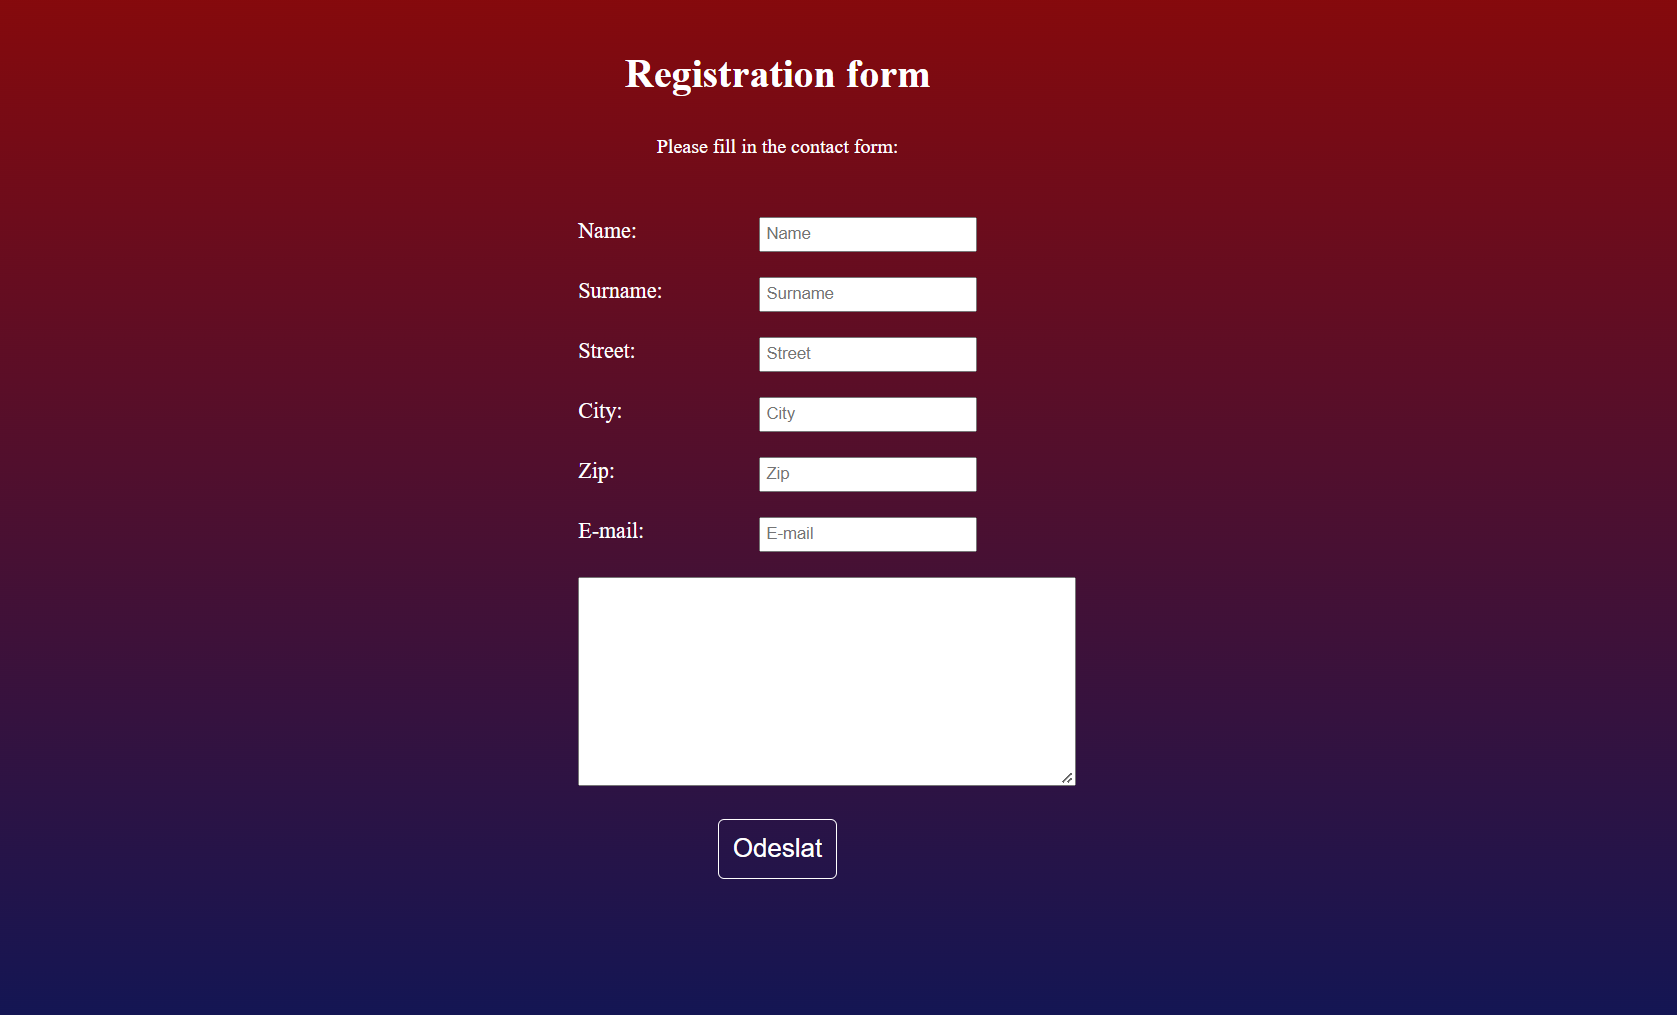 Registration form
Please fill in the contact form:
Name: Name
Surname: Surname
Street: Street
City: City
Zip: Zip
E-mail: E-mail
Odeslat